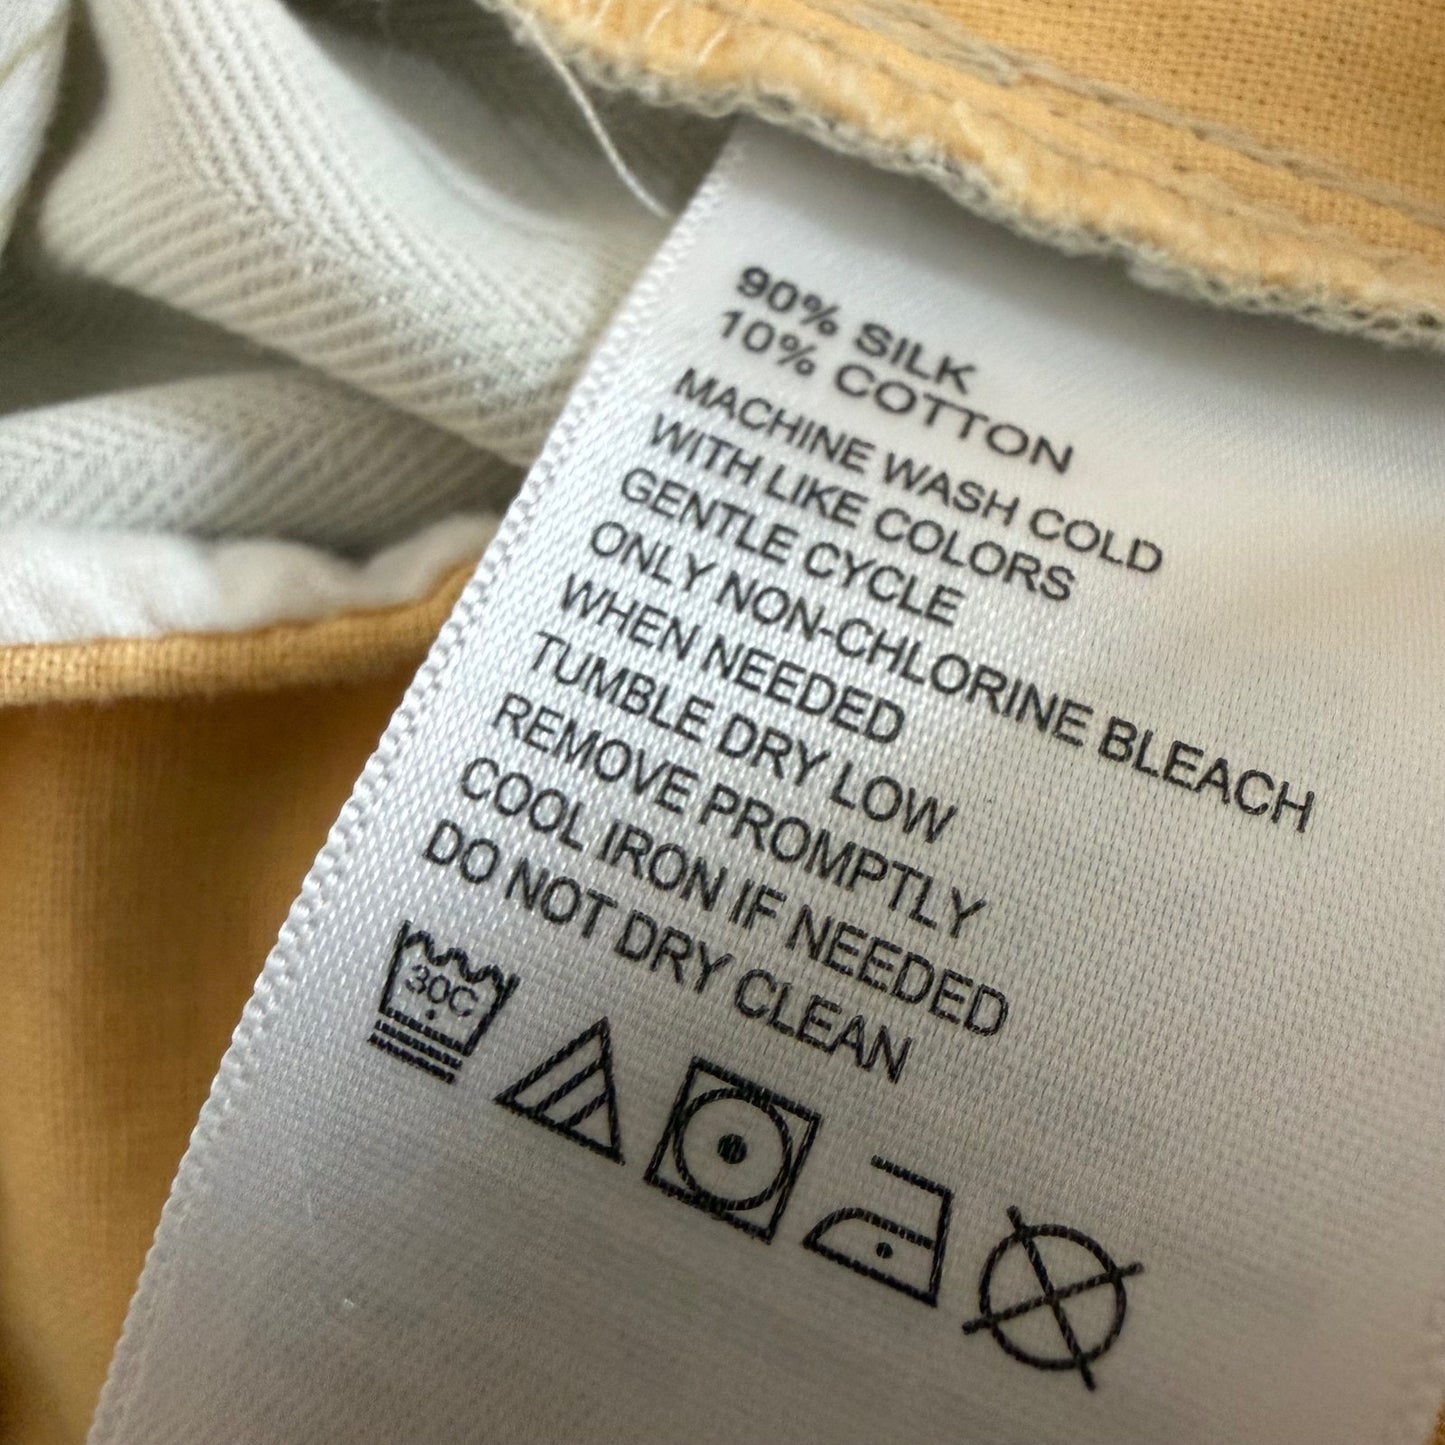 90% SILK
10% COTTON
MACHINE WASH COLD
WITH LIKE COLORS
GENTLE CYCLE
ONLY NON-CHLORINE BLEACH
WHEN NEEDED
TUMBLE DRY LOW
REMOVE PROMPTLY
COOL IRON IF NEEDED
DO NOT DRY CLEAN
30C